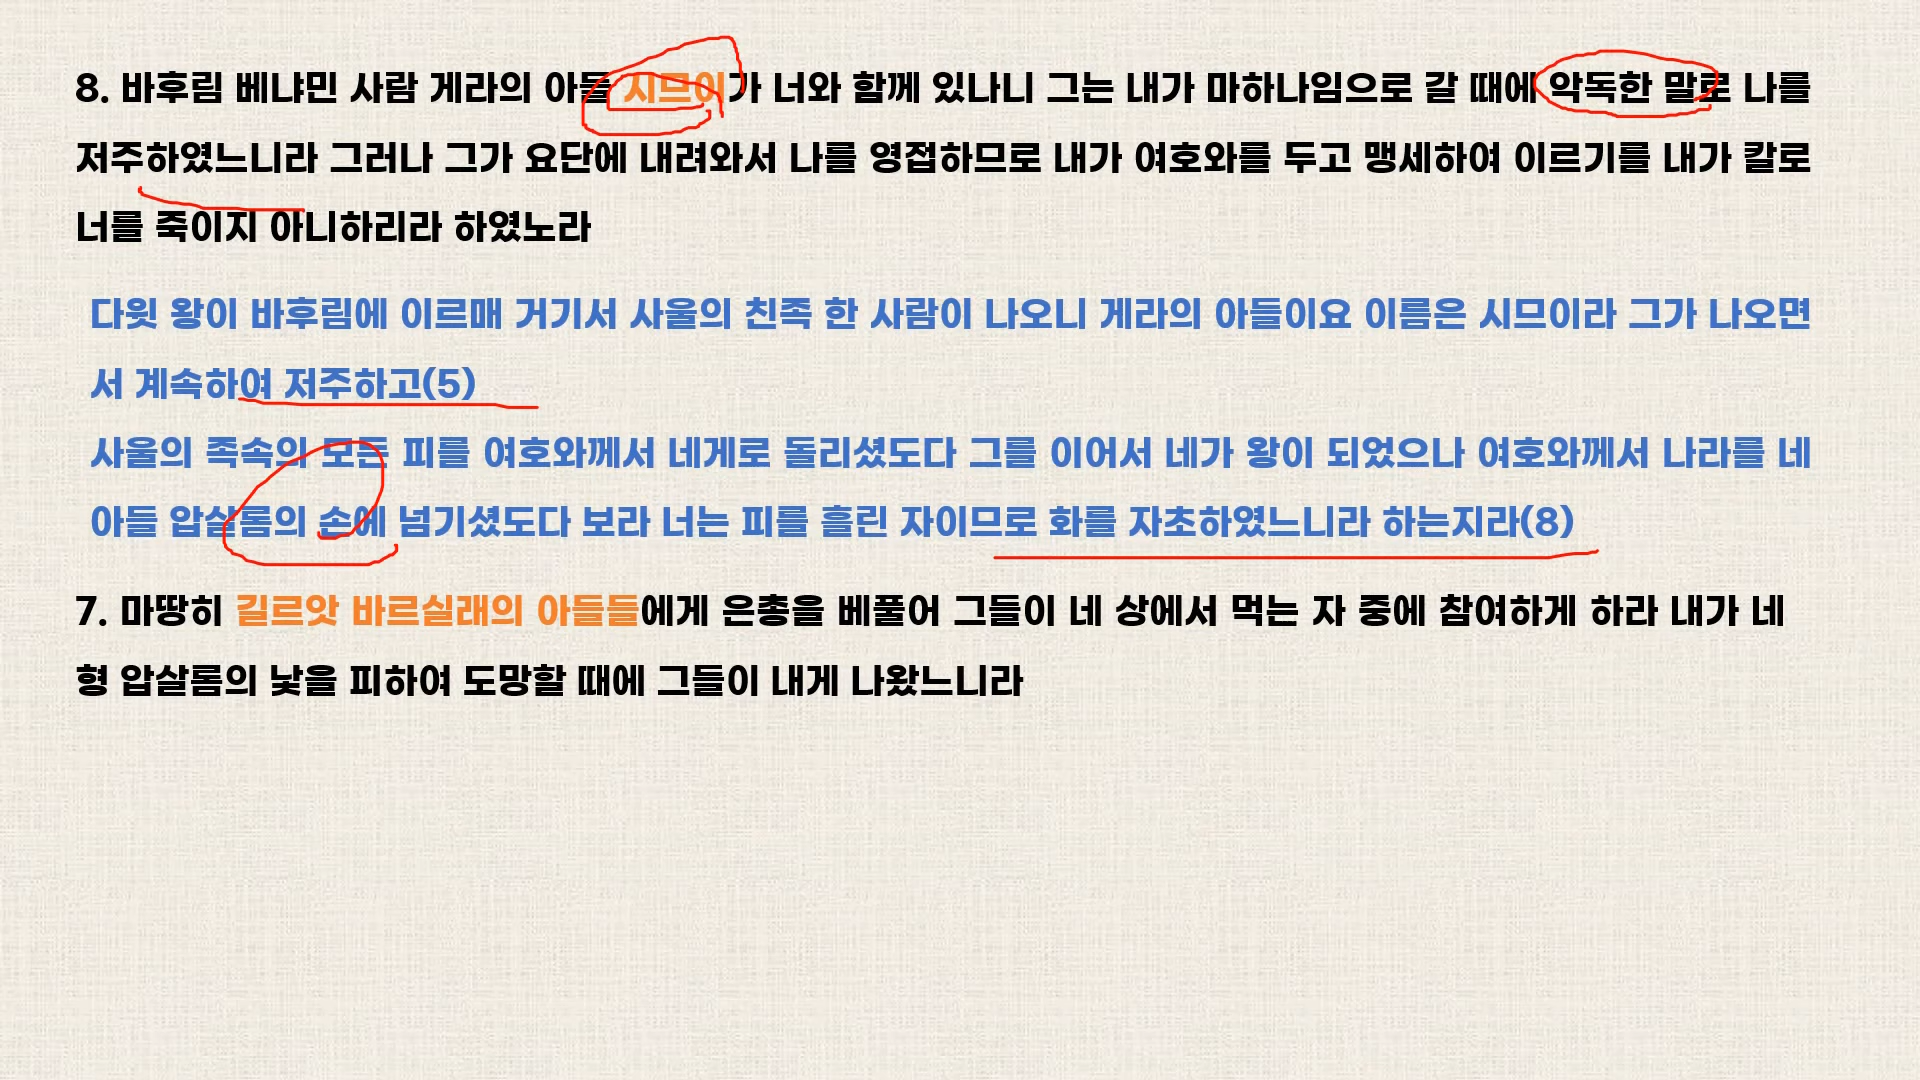 8. 바후림 베냐민 사람 게라의 아들 시므이가 너와 함께 있나니 그는 내가 마하나임으로 갈 때에 악독한 말로 나를
저주하였느니라 그러나 그가 요단에 내려와서 나를 영접하므로 내가 여호와를 두고 맹세하여 이르기를 내가 칼로
너를 죽이지 아니하리라 하였노라
다윗 왕이 바후림에 이르매 거기서 사울의 친족 한 사람이 나오니 게라의 아들이요 이름은 시므이라 그가 나오면
서 계속하여 저주하고(5)
사울의 족속의 모든 피를 여호와께서 네게로 돌리셨도다 그를 이어서 네가 왕이 되었으나 여호와께서 나라를 네
아들 압살롬의 손에 넘기셨도다 보라 너는 피를 흘린 자이므로 화를 자초하였느니라 하는지라(8)
7. 마땅히 길르앗 바르실래의 아들들에게 은총을 베풀어 그들이 네 상에서 먹는 자 중에 참여하게 하라 내가 네
형 압살롬의 낯을 피하여 도망할 때에 그들이 내게 나왔느니라